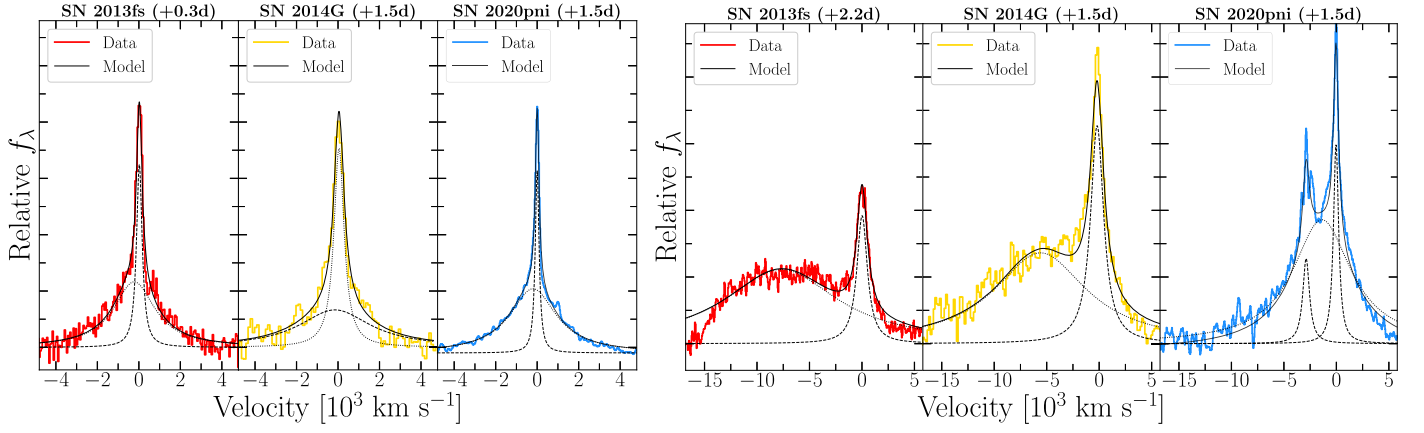 SN 2013fs (+0.3d) SN 2014G (+1.5d) SN 2020pni (+1.5d)
Data Data Data
Model Model Model
Relative f_λ
−4 −2 0 2 4 −4 −2 0 2 4 −4 −2 0 2 4
Velocity [10³ km s⁻¹]
SN 2013fs (+2.2d) SN 2014G (+1.5d) SN 2020pni (+1.5d)
Data Data Data
Model Model Model
Relative f_λ
−15 −10 −5 0 5 −15 −10 −5 0 5 −15 −10 −5 0 5
Velocity [10³ km s⁻¹]